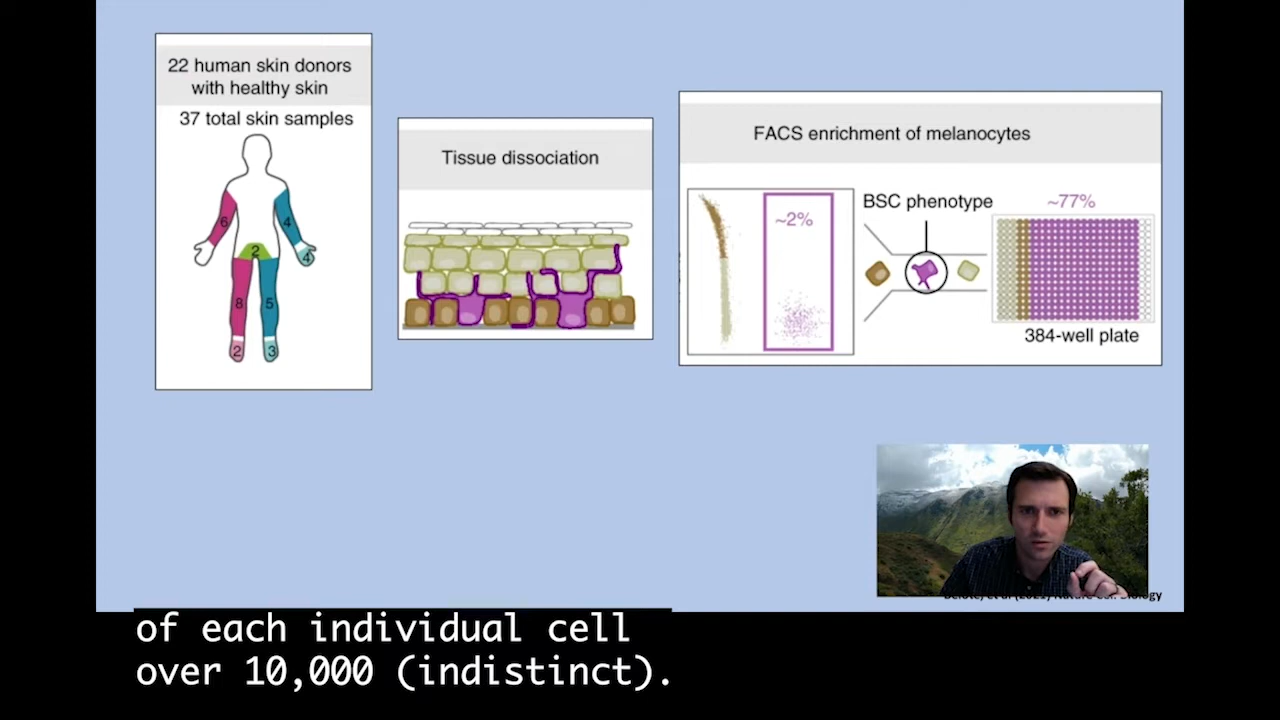 22 human skin donors
with healthy skin
37 total skin samples
6
4
2
4
8
5
2
3
Tissue dissociation
FACS enrichment of melanocytes
~2%
BSC phenotype
~77%
384-well plate
of each individual cell
over 10,000 (indistinct).